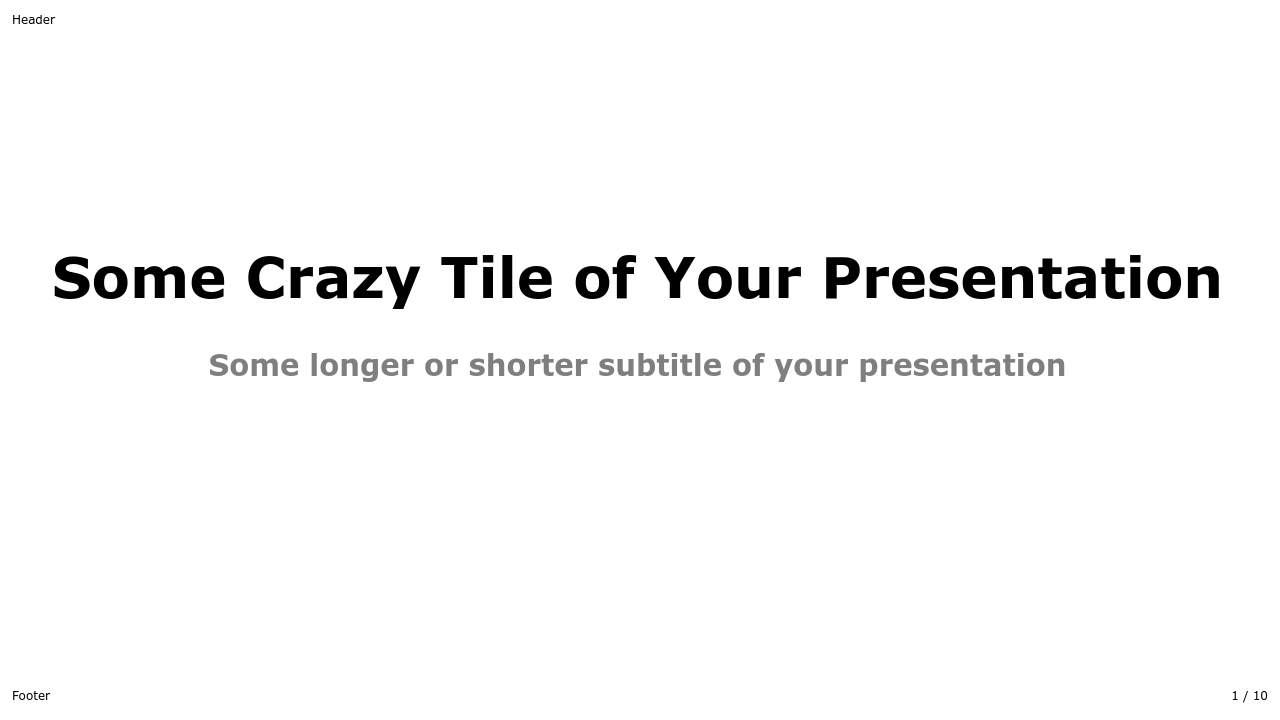 Header
Some Crazy Tile of Your Presentation
Some longer or shorter subtitle of your presentation
Footer
1 / 10